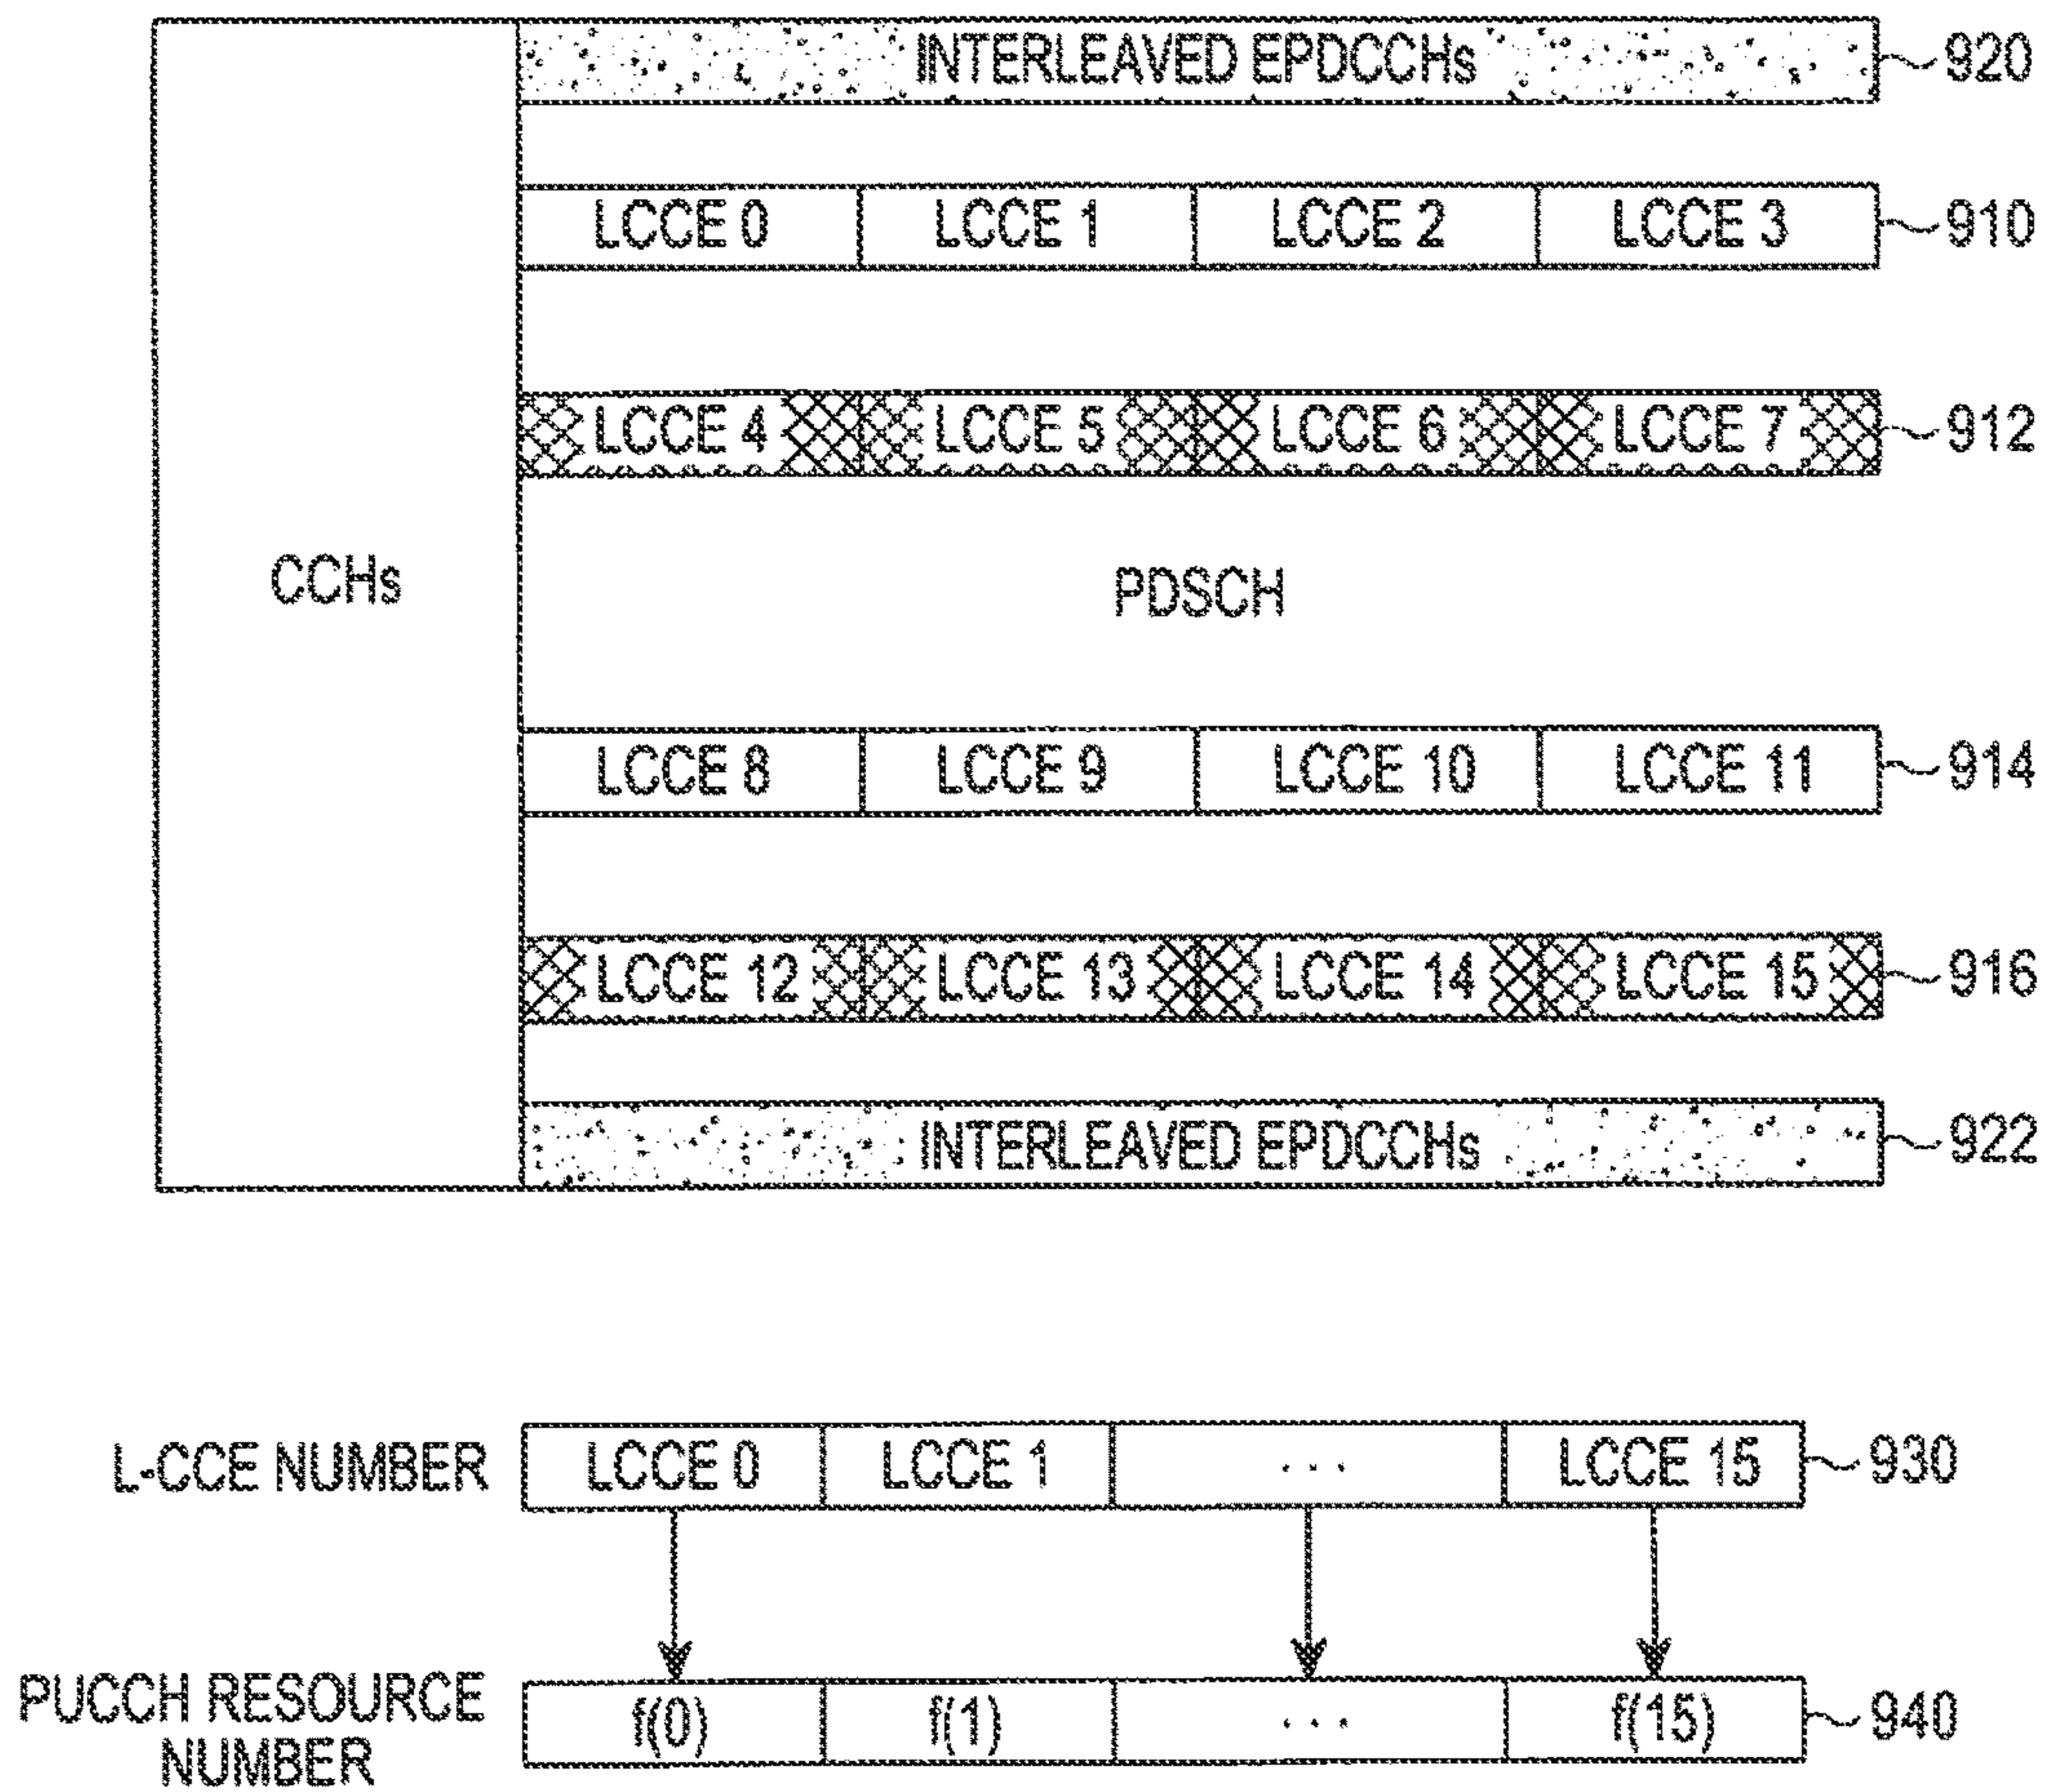 INTERLEAVED EPDCCHs 920
LCCE 0 LCCE 1 LCCE 2 LCCE 3 910
LCCE 4 LCCE 5 LCCE 6 LCCE 7 912
CCHs PDSCH
LCCE 8 LCCE 9 LCCE 10 LCCE 11 914
LCCE 12 LCCE 13 LCCE 14 LCCE 15 916
INTERLEAVED EPDCCHs 922
L-CCE NUMBER LCCE 0 LCCE 1 ... LCCE 15 930
PUCCH RESOURCE
NUMBER f(0) f(1) ... f(15) 940